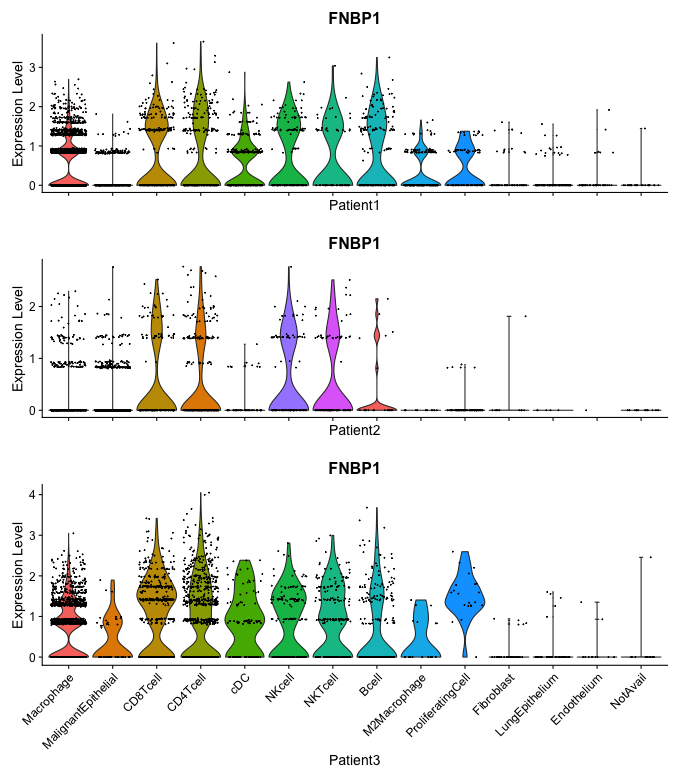 FNBP1
Expression Level
3
2
1
0
Patient1
FNBP1
Expression Level
2
1
0
Patient2
FNBP1
Expression Level
4
3
2
1
0
Macrophage
MalignantEpithelial
CD8Tcell
CD4Tcell
cDC
NKcell
NKTcell
Bcell
M2Macrophage
ProliferatingCell
Fibroblast
LungEpithelium
Endothelium
NotAvail
Patient3